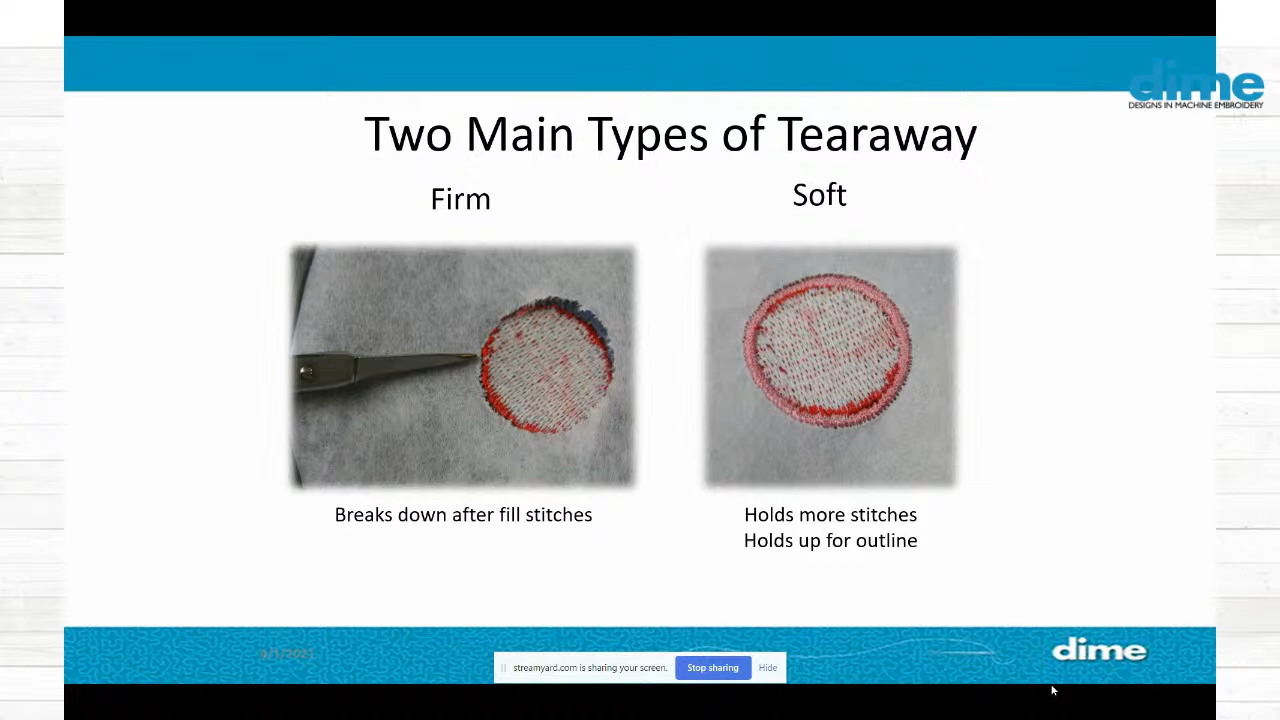 dime
DESIGNS IN MACHINE EMBROIDERY
Two Main Types of Tearaway
Firm
Soft
Breaks down after fill stitches
Holds more stitches
Holds up for outline
dime
streamyard.com is sharing your screen.
Stop sharing
Hide